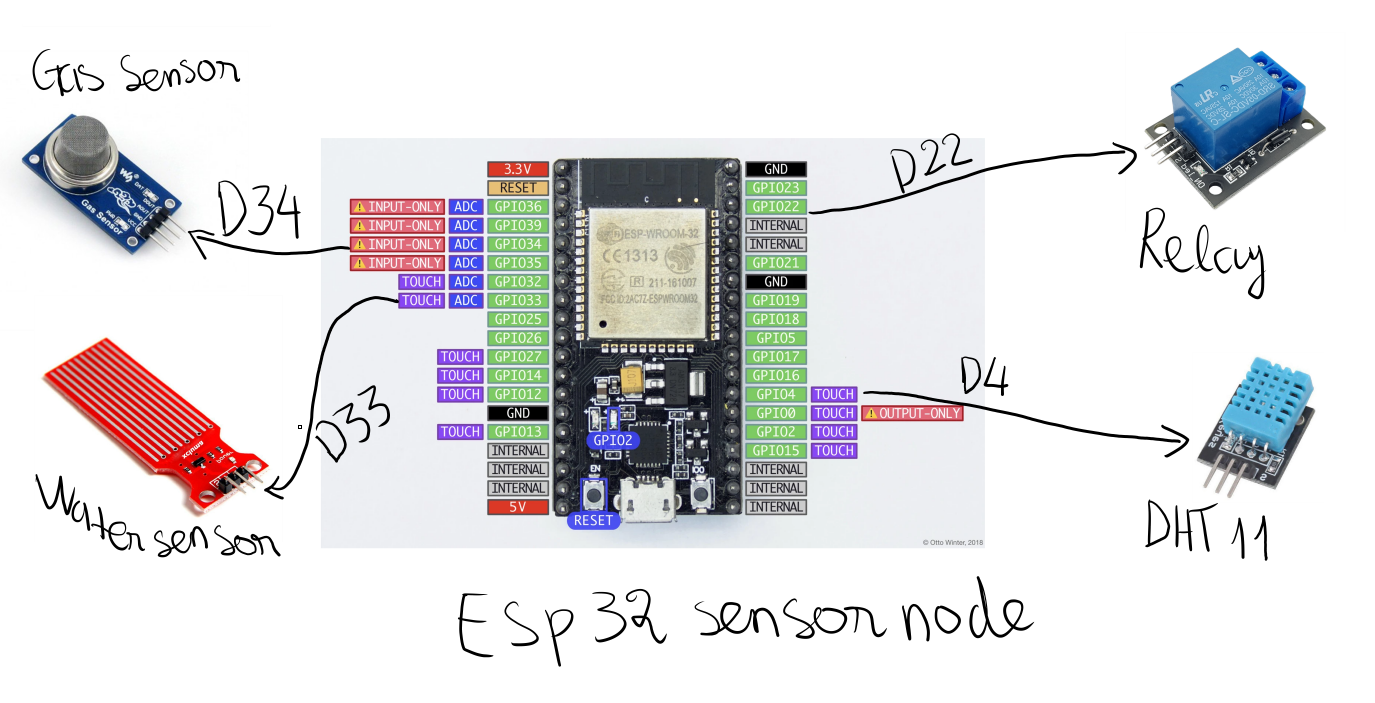 Gas Sensor
D34
D33
Water sensor
D22
Relay
D4
DHT 11
3.3V
RESET
INPUT-ONLY ADC GPIO36
INPUT-ONLY ADC GPIO39
INPUT-ONLY ADC GPIO34
INPUT-ONLY ADC GPIO35
TOUCH ADC GPIO32
TOUCH ADC GPIO33
GPIO25
GPIO26
TOUCH GPIO27
TOUCH GPIO14
TOUCH GPIO12
GND
TOUCH GPIO13
INTERNAL
INTERNAL
INTERNAL
5V
GND
GPIO23
GPIO22
INTERNAL
INTERNAL
GPIO21
GND
GPIO19
GPIO18
GPIO5
GPIO17
GPIO16
GPIO4 TOUCH
GPIO0 TOUCH OUTPUT-ONLY
GPIO2 TOUCH
GPIO15 TOUCH
INTERNAL
INTERNAL
INTERNAL
ESP-WROOM-32
CE 1313
R 211-161007
FCC ID:2AC7Z-ESPWROOM32
GPIO2
EN
RESET
Gas Sensor
© Otto Winter, 2018
Esp 32 sensor node